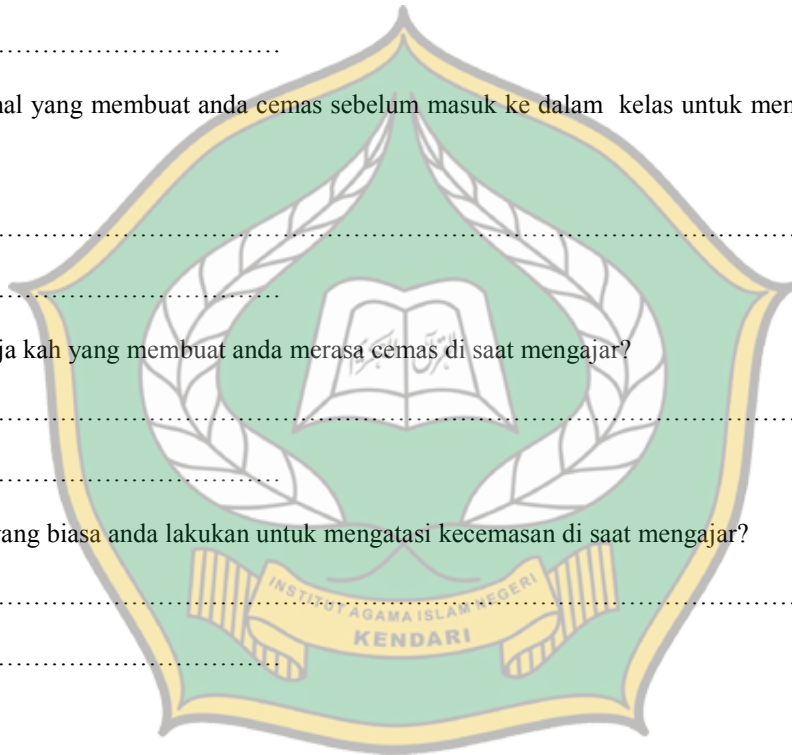 ……………………………
hal yang membuat anda cemas sebelum masuk ke dalam kelas untuk men
……………………………………………………………………………………
……………………………
ja kah yang membuat anda merasa cemas di saat mengajar?
……………………………………………………………………………………
……………………………
yang biasa anda lakukan untuk mengatasi kecemasan di saat mengajar?
……………………………………………………………………………………
INSTITUT AGAMA ISLAM NEGERI
KENDARI
……………………………